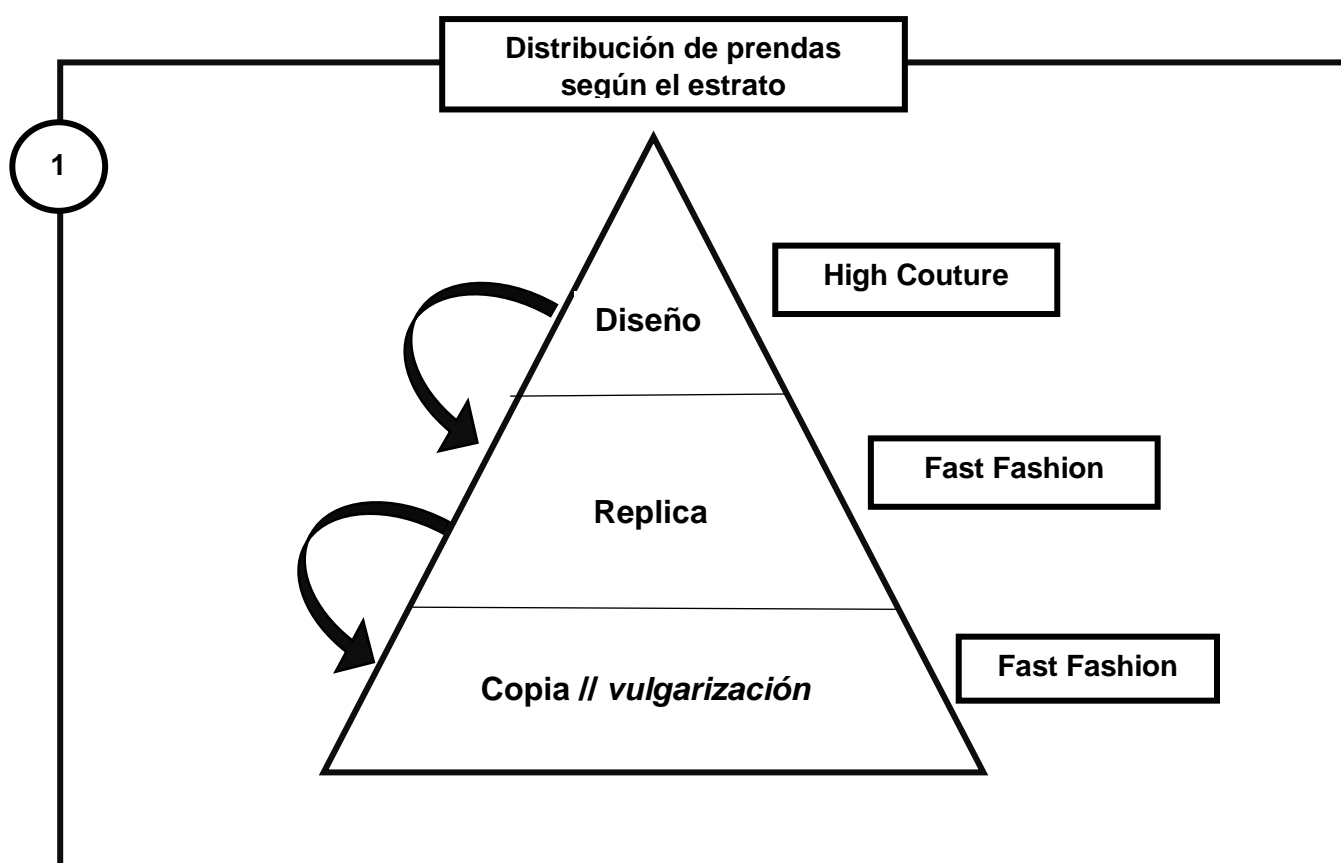 Distribución de prendas
según el estrato
1
High Couture
Diseño
Fast Fashion
Replica
Fast Fashion
Copia // vulgarización